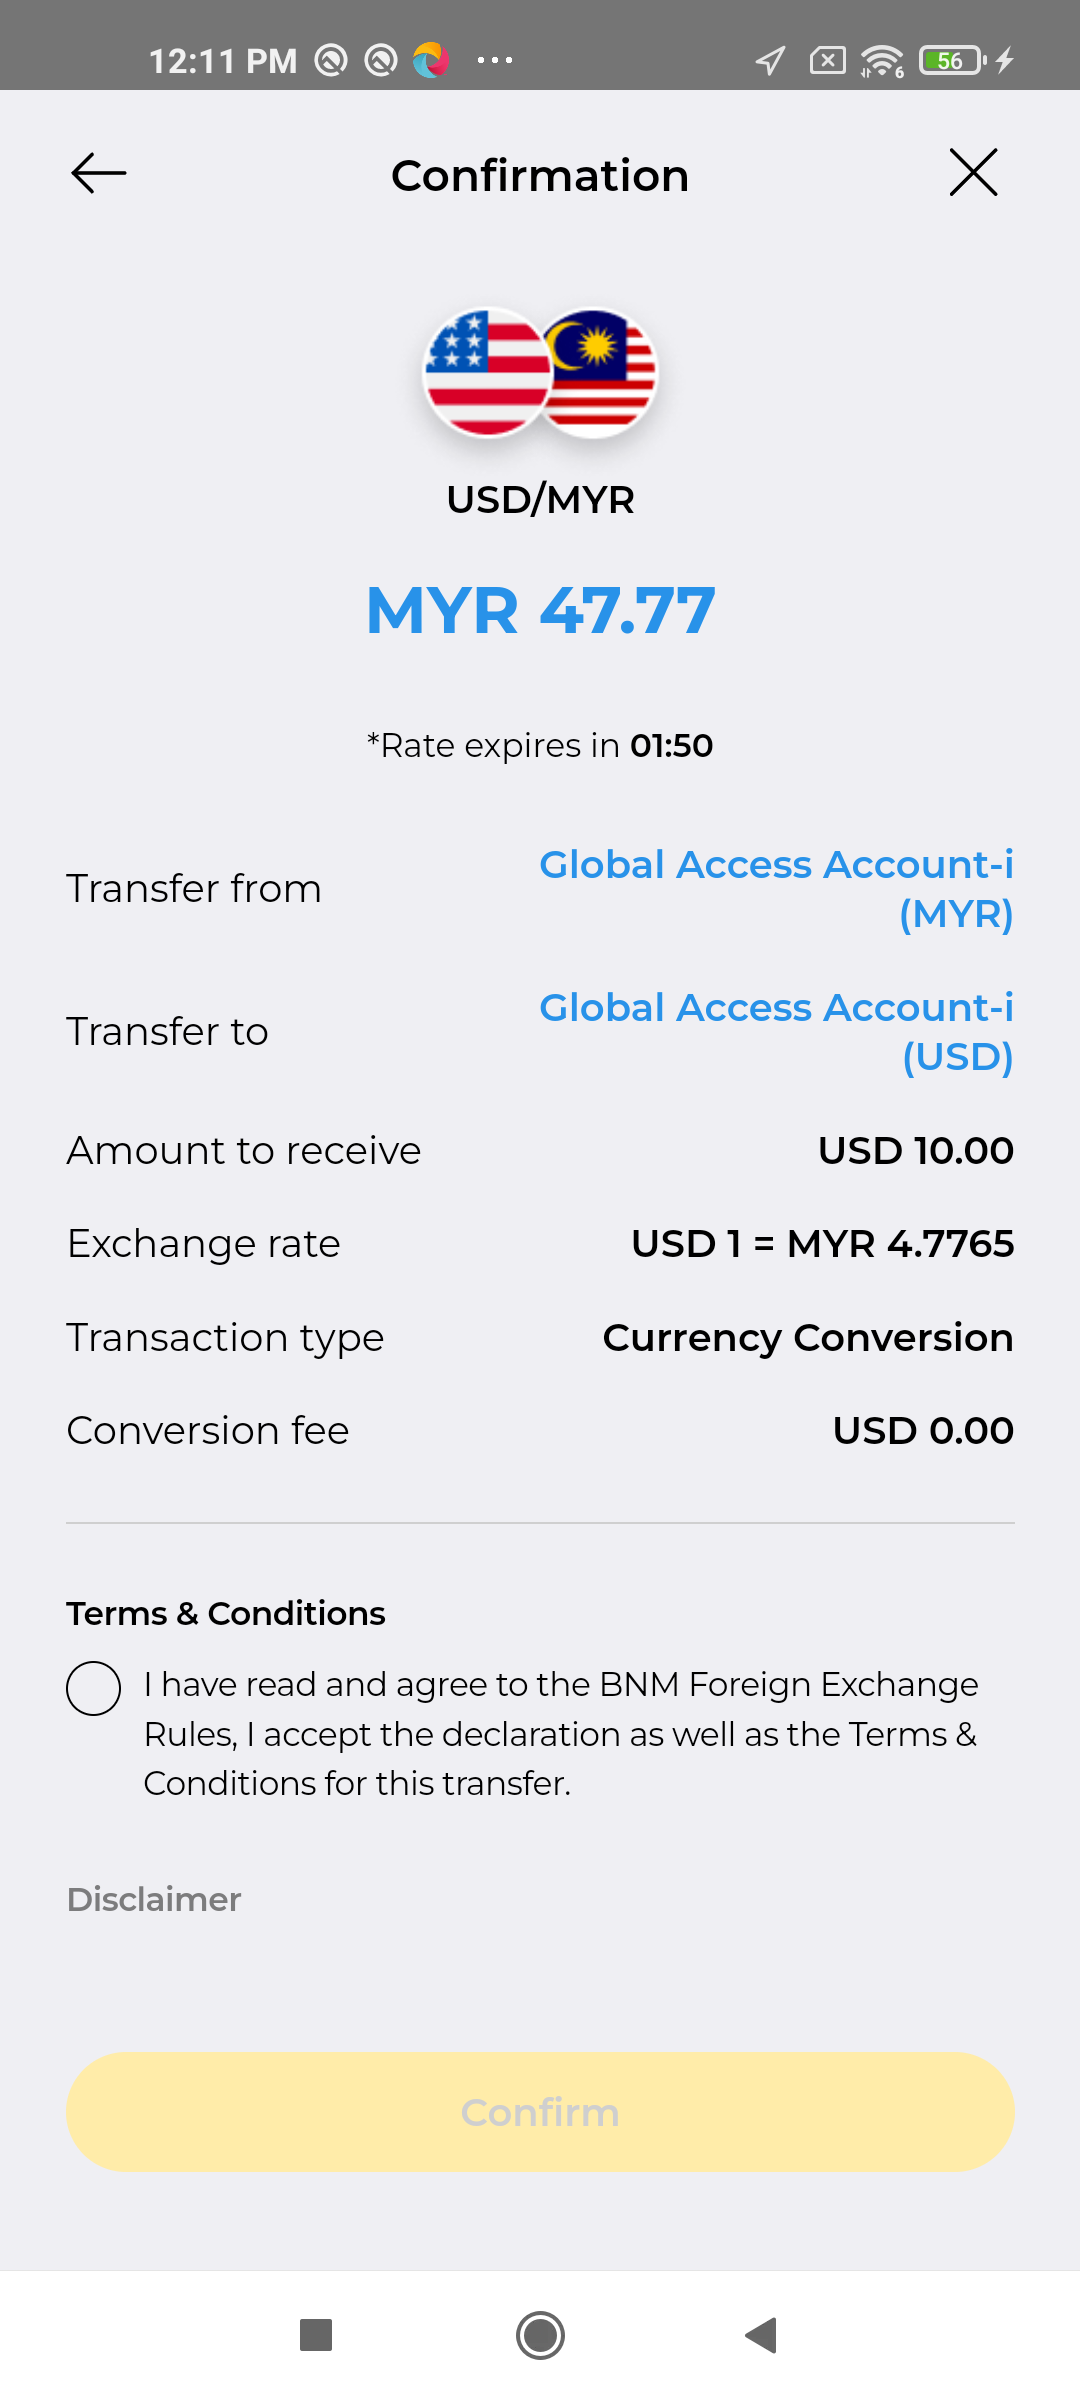 12:11 PM
6
56
Confirmation
USD/MYR
MYR 47.77
*Rate expires in 01:50
Transfer from
Global Access Account-i
(MYR)
Transfer to
Global Access Account-i
(USD)
Amount to receive
USD 10.00
Exchange rate
USD 1 = MYR 4.7765
Transaction type
Currency Conversion
Conversion fee
USD 0.00
Terms & Conditions
I have read and agree to the BNM Foreign Exchange
Rules, I accept the declaration as well as the Terms &
Conditions for this transfer.
Disclaimer
Confirm